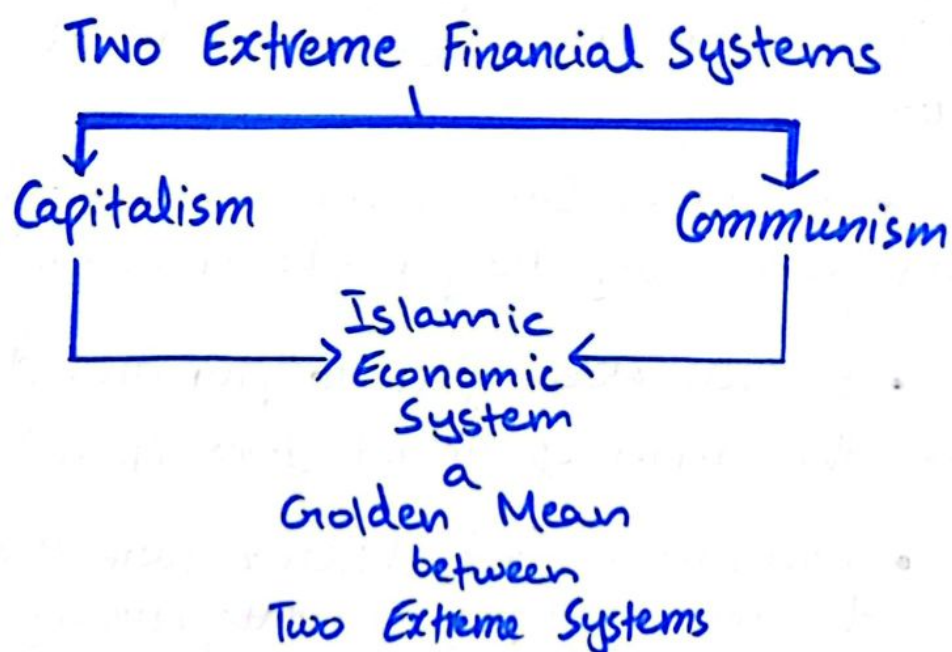 Two Extreme Financial Systems
Capitalism
Communism
Islamic
Economic
System
a
Golden Mean
between
Two Extreme Systems